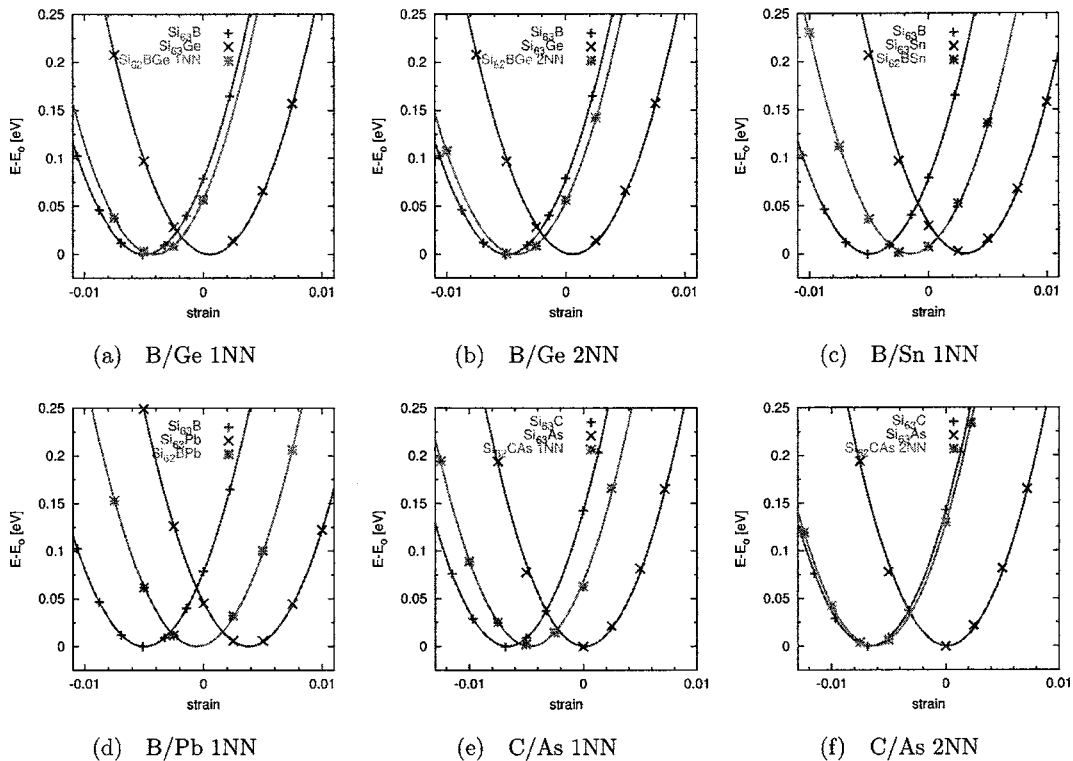 0.25
0.2
0.15
0.1
0.05
0
E-E₀ [eV]
-0.01
0
0.01
strain
Si₆₃B
Si₆₃Ge
Si₆₂BGe 1NN
(a) B/Ge 1NN
0.25
0.2
0.15
0.1
0.05
0
E-E₀ [eV]
-0.01
0
0.01
strain
Si₆₃B
Si₆₃Ge
Si₆₂BGe 2NN
(b) B/Ge 2NN
0.25
0.2
0.15
0.1
0.05
0
E-E₀ [eV]
-0.01
0
0.01
strain
Si₆₃B
Si₆₃Sn
Si₆₂BSn
(c) B/Sn 1NN
0.25
0.2
0.15
0.1
0.05
0
E-E₀ [eV]
-0.01
0
0.01
strain
Si₆₃B
Si₆₃Pb
Si₆₂BPb
(d) B/Pb 1NN
0.25
0.2
0.15
0.1
0.05
0
E-E₀ [eV]
-0.01
0
0.01
strain
Si₆₃C
Si₆₃As
Si₆₂CAs 1NN
(e) C/As 1NN
0.25
0.2
0.15
0.1
0.05
0
E-E₀ [eV]
-0.01
0
0.01
strain
Si₆₃C
Si₆₃As
Si₆₂CAs 2NN
(f) C/As 2NN